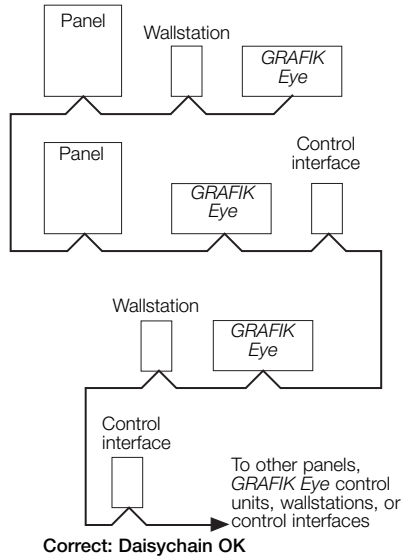 Panel
Wallstation
GRAFIK
Eye
Panel
GRAFIK
Eye
Control
interface
Wallstation
GRAFIK
Eye
Control
interface
To other panels,
GRAFIK Eye control
units, wallstations, or
control interfaces
Correct: Daisychain OK